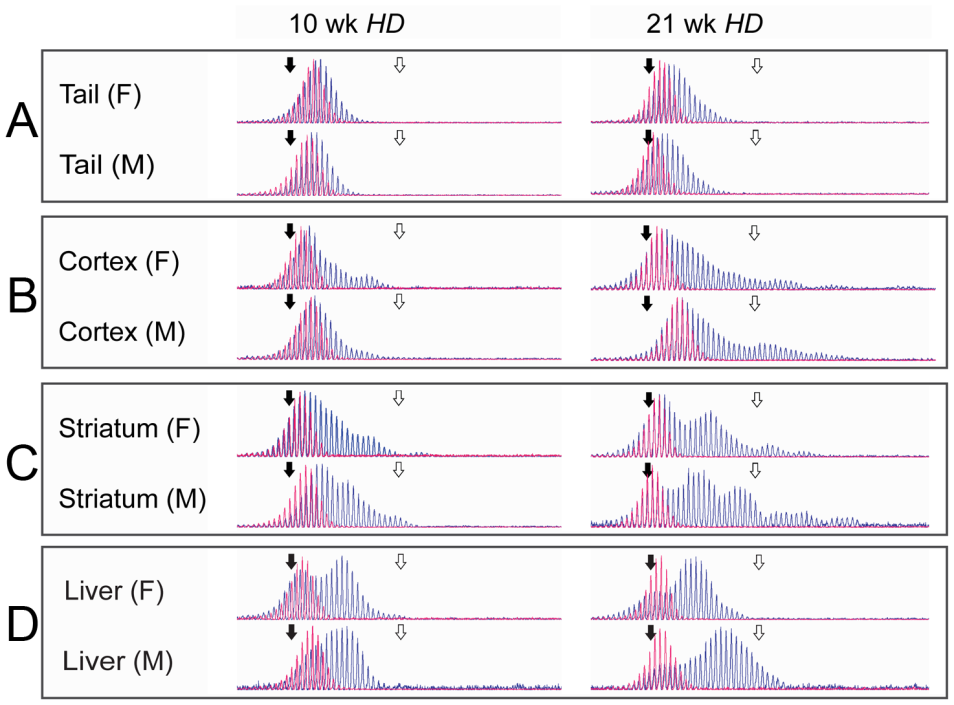 10 wk HD 21 wk HD
A
Tail (F)
Tail (M)
B
Cortex (F)
Cortex (M)
C
Striatum (F)
Striatum (M)
D
Liver (F)
Liver (M)